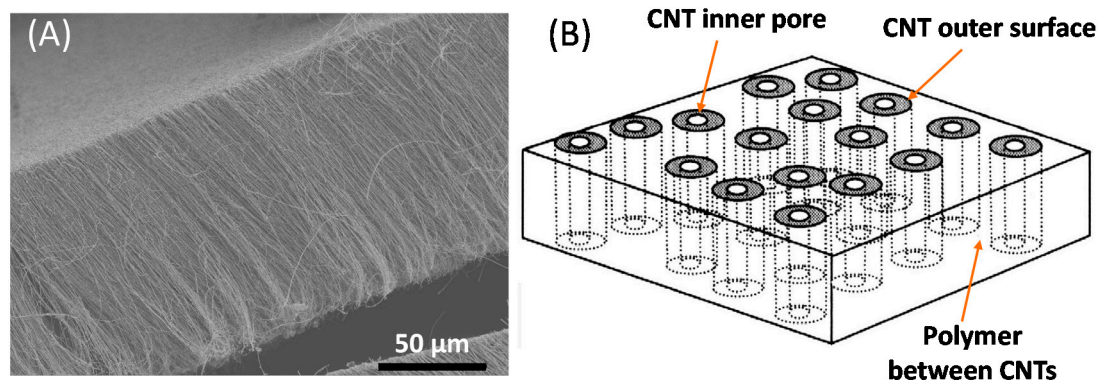 (A)
50 µm
(B)
CNT inner pore
CNT outer surface
Polymer
between CNTs